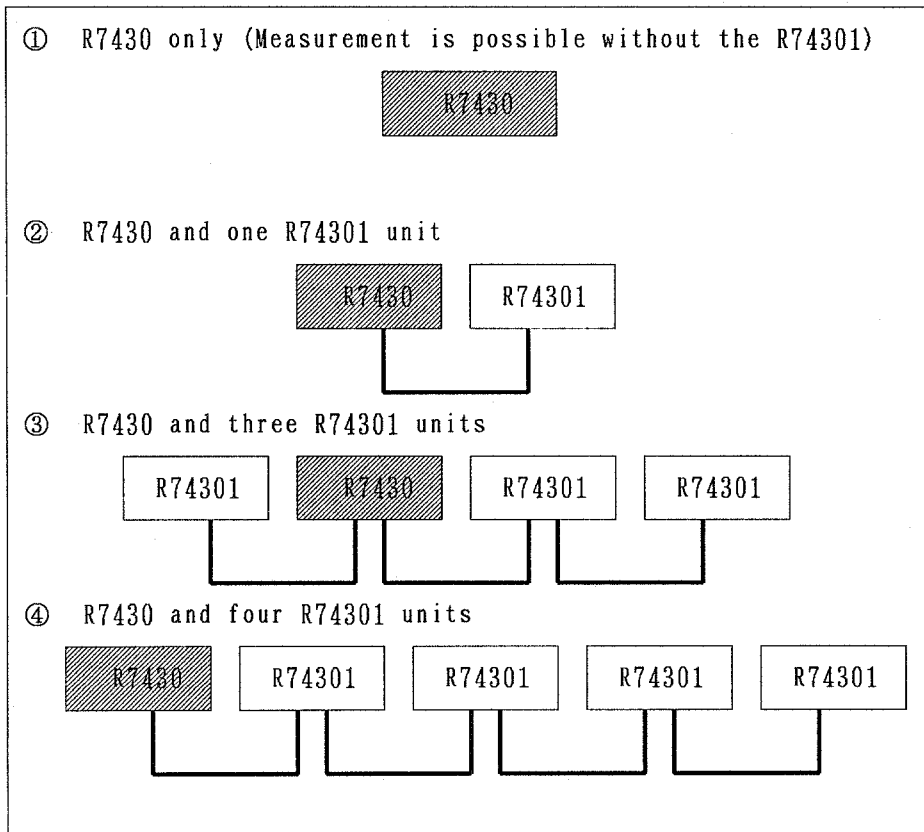 ① R7430 only (Measurement is possible without the R74301)
R7430
② R7430 and one R74301 unit
R7430 R74301
③ R7430 and three R74301 units
R74301 R7430 R74301 R74301
④ R7430 and four R74301 units
R7430 R74301 R74301 R74301 R74301